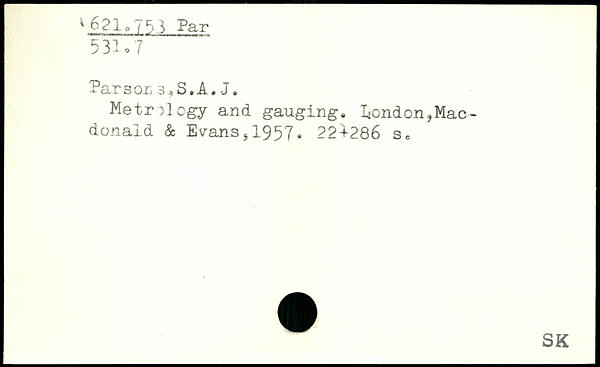 621.753 Par
531.7
Parsons,S.A.J.
Metrology and gauging. London,Mac-
donald & Evans,1957. 22+286 s.
SK